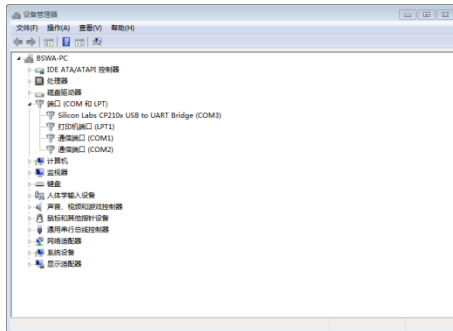 设备管理器
文件(F) 操作(A) 查看(V) 帮助(H)
BSWA-PC
IDE ATA/ATAPI 控制器
处理器
磁盘驱动器
端口 (COM 和 LPT)
Silicon Labs CP210x USB to UART Bridge (COM3)
打印机端口 (LPT1)
通信端口 (COM1)
通信端口 (COM2)
计算机
监视器
键盘
人体学输入设备
声音、视频和游戏控制器
鼠标和其他指针设备
通用串行总线控制器
网络适配器
系统设备
显示适配器